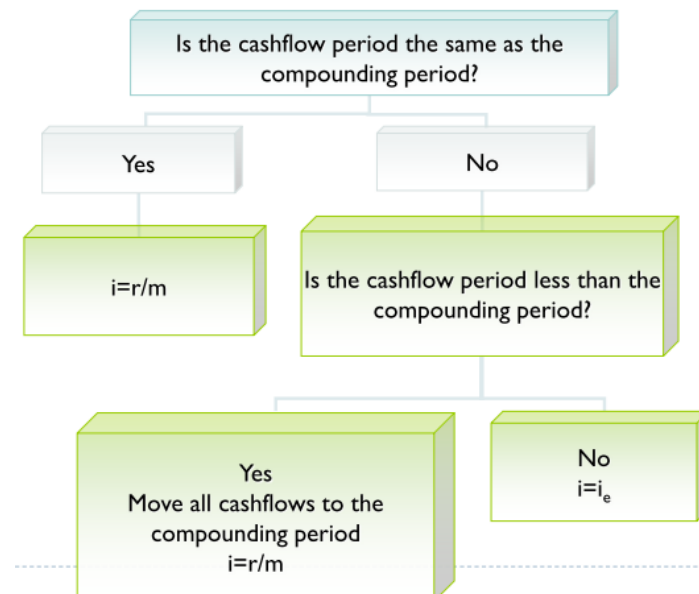 Is the cashflow period the same as the
compounding period?
Yes
No
i=r/m
Is the cashflow period less than the
compounding period?
Yes
Move all cashflows to the
compounding period
i=r/m
No
i=iₑ